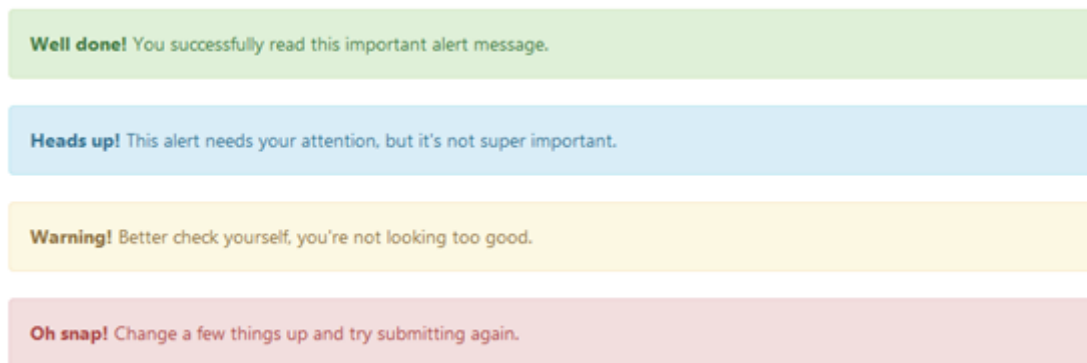 Well done! You successfully read this important alert message.
Heads up! This alert needs your attention, but it's not super important.
Warning! Better check yourself, you're not looking too good.
Oh snap! Change a few things up and try submitting again.